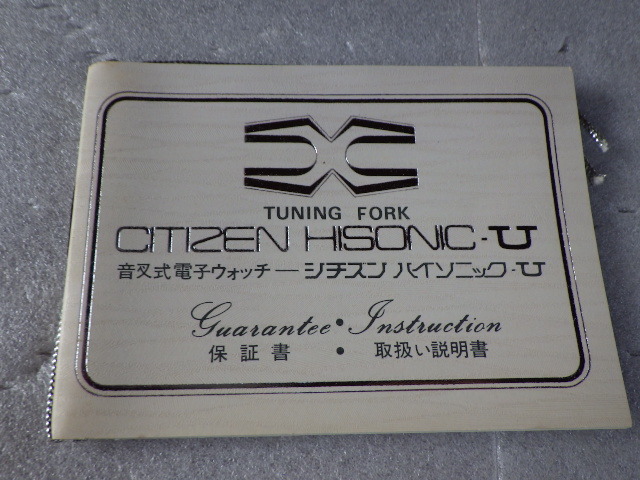 TUNING FORK
CITIZEN HISONIC-U
音叉式電子ウォッチ—シチズン ハイソニック-U
Guarantee • Instruction
保証書 • 取扱い説明書